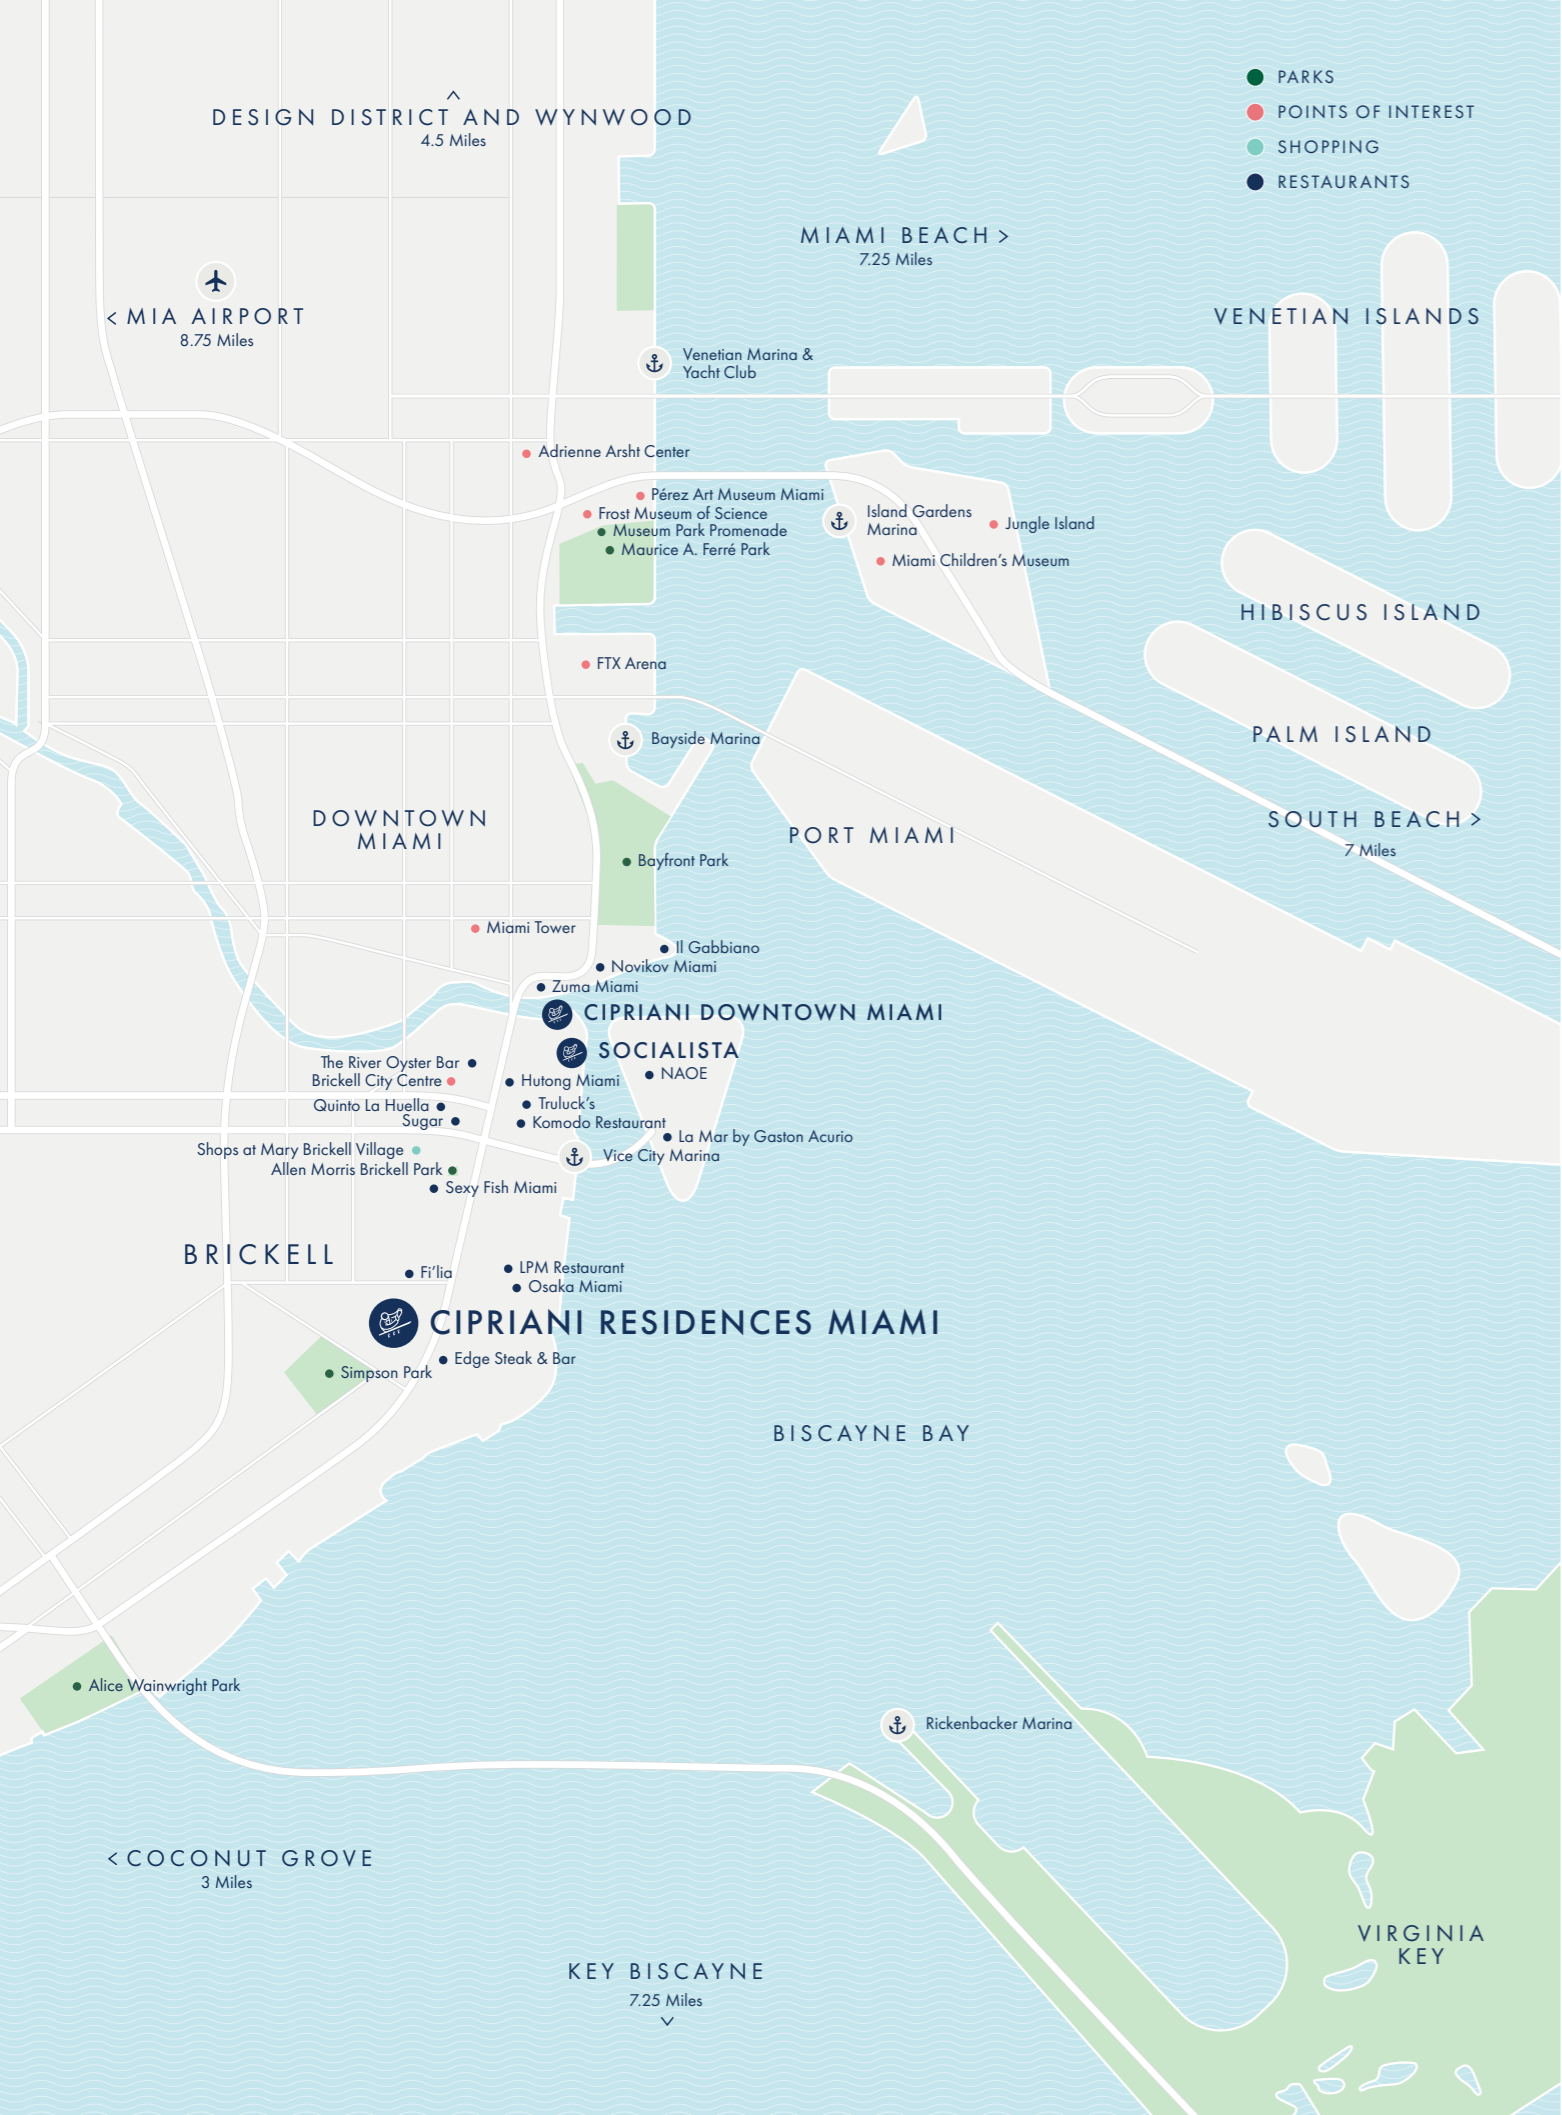 PARKS
POINTS OF INTEREST
SHOPPING
RESTAURANTS
DESIGN DISTRICT AND WYNWOOD
4.5 Miles
MIAMI BEACH >
7.25 Miles
< MIA AIRPORT
8.75 Miles
VENETIAN ISLANDS
Venetian Marina &
Yacht Club
Adrienne Arsht Center
Pérez Art Museum Miami
Frost Museum of Science
Museum Park Promenade
Maurice A. Ferré Park
Island Gardens
Marina
Jungle Island
Miami Children's Museum
HIBISCUS ISLAND
FTX Arena
Bayside Marina
PALM ISLAND
DOWNTOWN
MIAMI
PORT MIAMI
SOUTH BEACH >
7 Miles
Bayfront Park
Miami Tower
Il Gabbiano
Novikov Miami
Zuma Miami
CIPRIANI DOWNTOWN MIAMI
SOCIALISTA
The River Oyster Bar
NAOE
Brickell City Centre
Hutong Miami
Quinto La Huella
Truluck's
Sugar
Komodo Restaurant
La Mar by Gaston Acurio
Shops at Mary Brickell Village
Vice City Marina
Allen Morris Brickell Park
Sexy Fish Miami
BRICKELL
Fi'lia
LPM Restaurant
Osaka Miami
CIPRIANI RESIDENCES MIAMI
Edge Steak & Bar
Simpson Park
BISCAYNE BAY
Alice Wainwright Park
Rickenbacker Marina
< COCONUT GROVE
3 Miles
VIRGINIA
KEY
KEY BISCAYNE
7.25 Miles